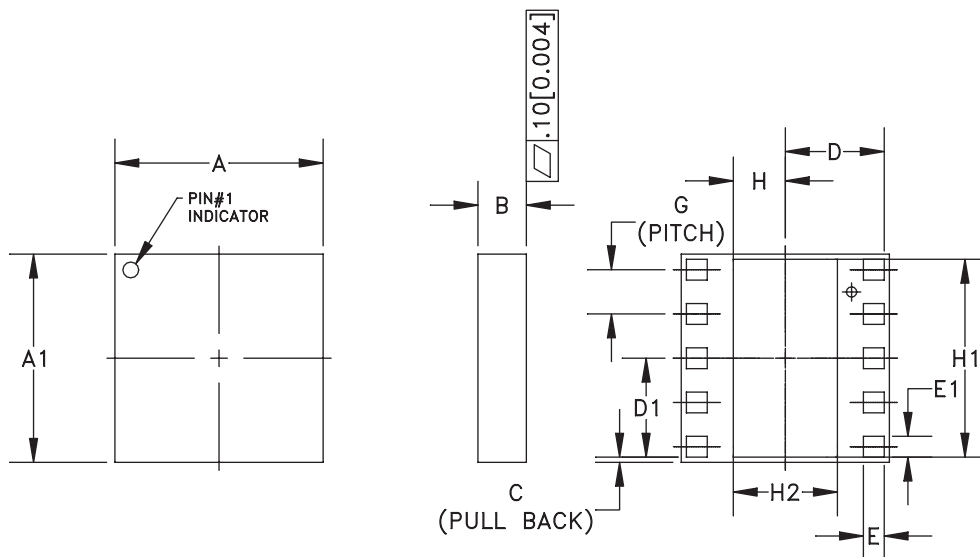 .10[0.004]
A
PIN#1
INDICATOR
A1
B
C
(PULL BACK)
G
(PITCH)
H
D
D1
H1
E1
H2
E